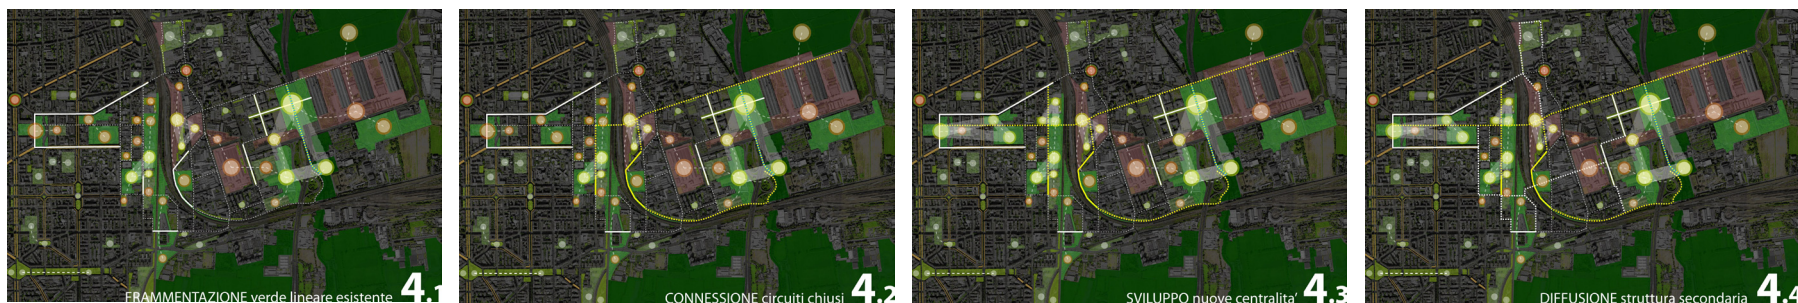 FRAMMENTAZIONE verde lineare esistente 4.1
CONNESSIONE circuiti chiusi 4.2
SVILUPPO nuove centralita' 4.3
DIFFUSIONE struttura secondaria 4.4